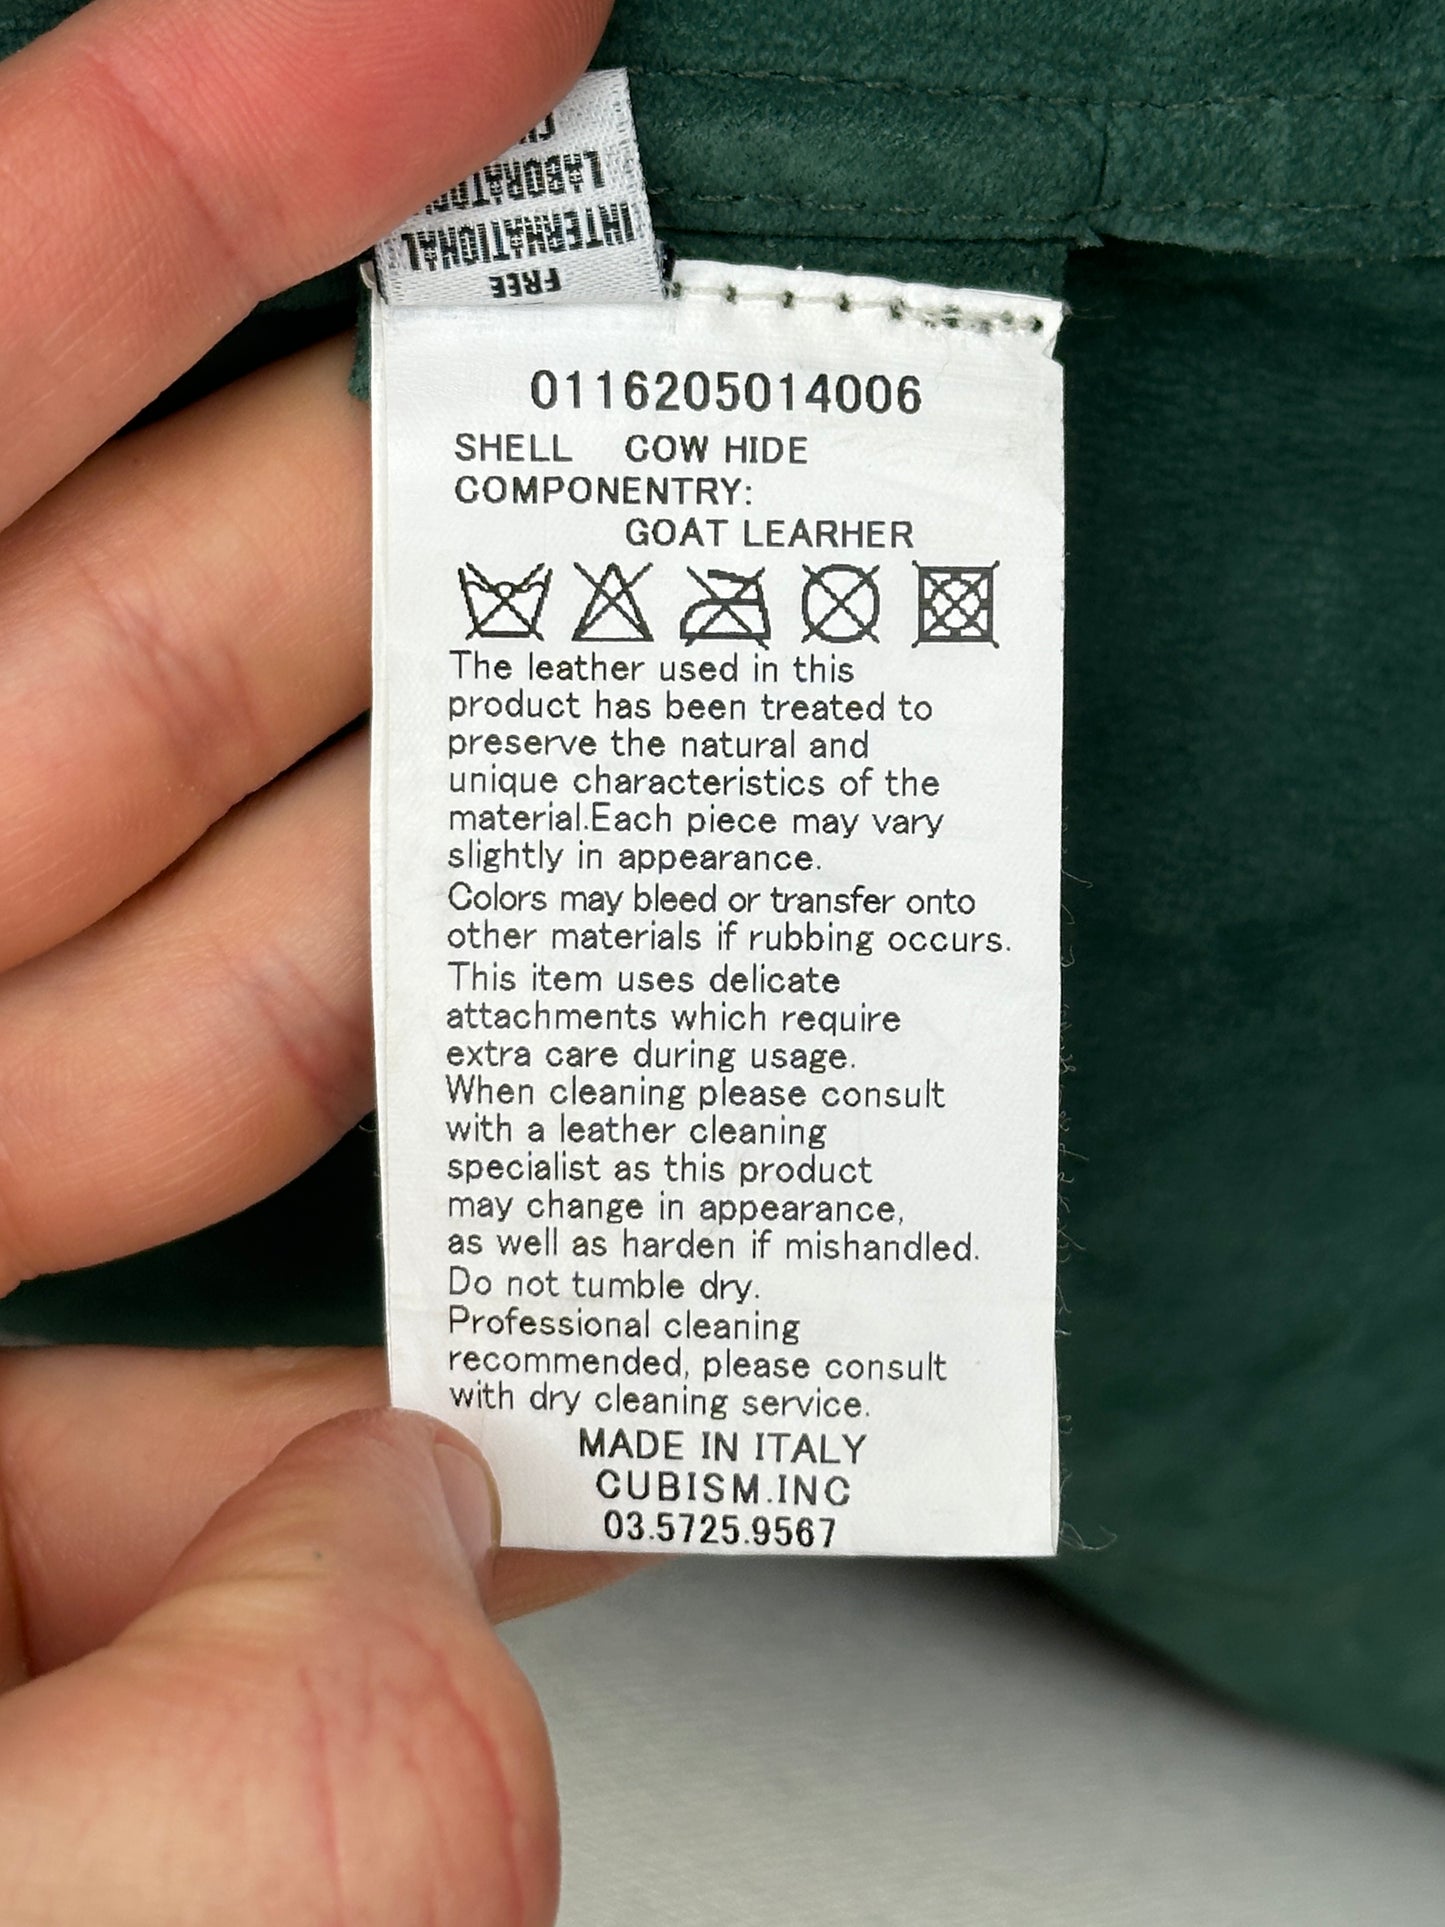 INTERNATIONAL
FREE
0116205014006
SHELL COW HIDE
COMPONENTRY:
GOAT LEARHER
The leather used in this
product has been treated to
preserve the natural and
unique characteristics of the
material.Each piece may vary
slightly in appearance.
Colors may bleed or transfer onto
other materials if rubbing occurs.
This item uses delicate
attachments which require
extra care during usage.
When cleaning please consult
with a leather cleaning
specialist as this product
may change in appearance,
as well as harden if mishandled.
Do not tumble dry.
Professional cleaning
recommended, please consult
with dry cleaning service.
MADE IN ITALY
CUBISM.INC
03.5725.9567